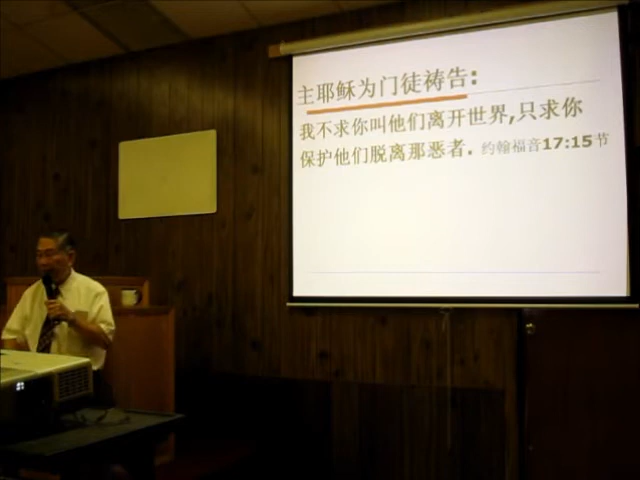 主耶稣为门徒祷告:
我不求你叫他们离开世界,只求你
保护他们脱离那恶者. 约翰福音17:15节